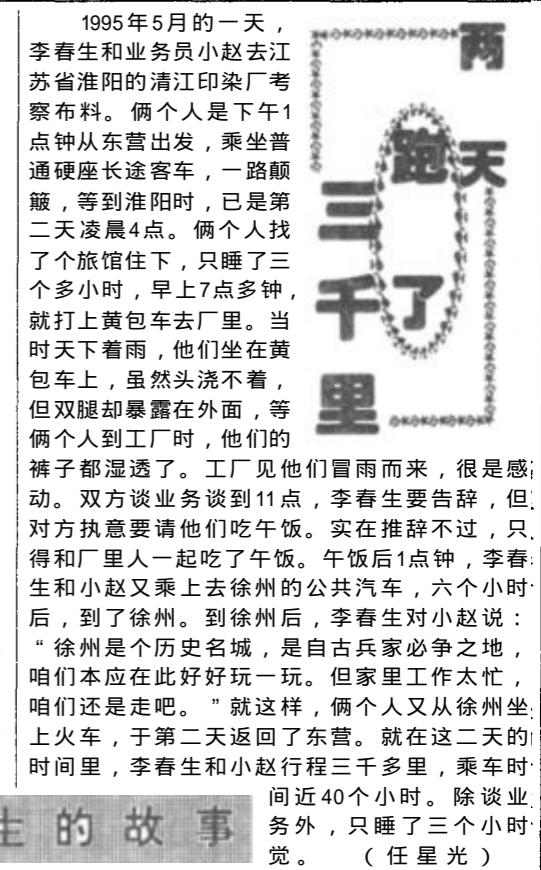 两天
跑了
三千里
1995年5月的一天，
李春生和业务员小赵去江
苏省淮阳的清江印染厂考
察布料。俩个人是下午1
点钟从东营出发，乘坐普
通硬座长途客车，一路颠
簸，等到淮阳时，已是第
二天凌晨4点。俩个人找
了个旅馆住下，只睡了三
个多小时，早上7点多钟，
就打上黄包车去厂里。当
时天下着雨，他们坐在黄
包车上，虽然头浇不着，
但双腿却暴露在外面，等
俩个人到工厂时，他们的
裤子都湿透了。工厂见他们冒雨而来，很是感
动。双方谈业务谈到11点，李春生要告辞，但
对方执意要请他们吃午饭。实在推辞不过，只
得和厂里人一起吃了午饭。午饭后1点钟，李春
生和小赵又乘上去徐州的公共汽车，六个小时
后，到了徐州。到徐州后，李春生对小赵说：
“徐州是个历史名城，是自古兵家必争之地，
咱们本应在此好好玩一玩。但家里工作太忙，
咱们还是走吧。”就这样，俩个人又从徐州坐
上火车，于第二天返回了东营。就在这二天的
时间里，李春生和小赵行程三千多里，乘车时
间近40个小时。除谈业
务外，只睡了三个小时
觉。　（任星光）
生的故事